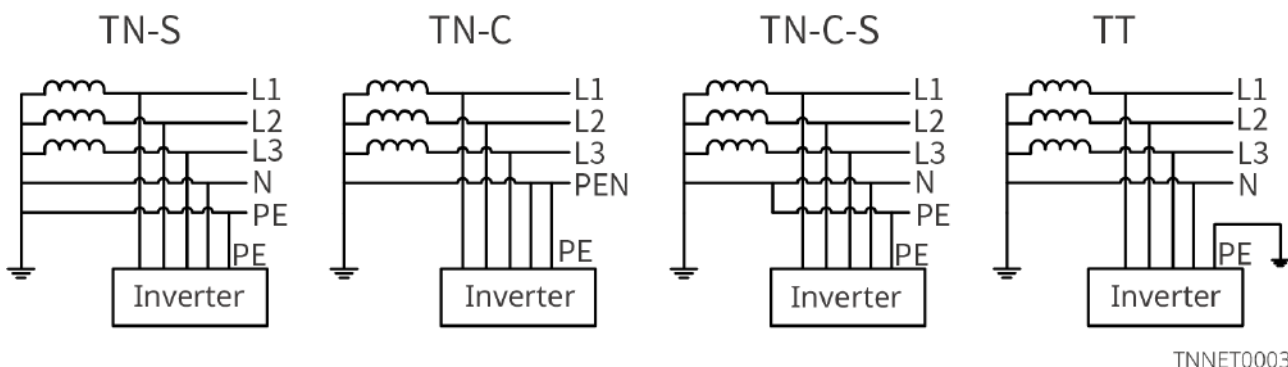 TN-S TN-C TN-C-S TT
L1 L1 L1 L1
L2 L2 L2 L2
L3 L3 L3 L3
N PEN N N
PE PE
PE PE PE PE
Inverter Inverter Inverter Inverter
TNNET0003